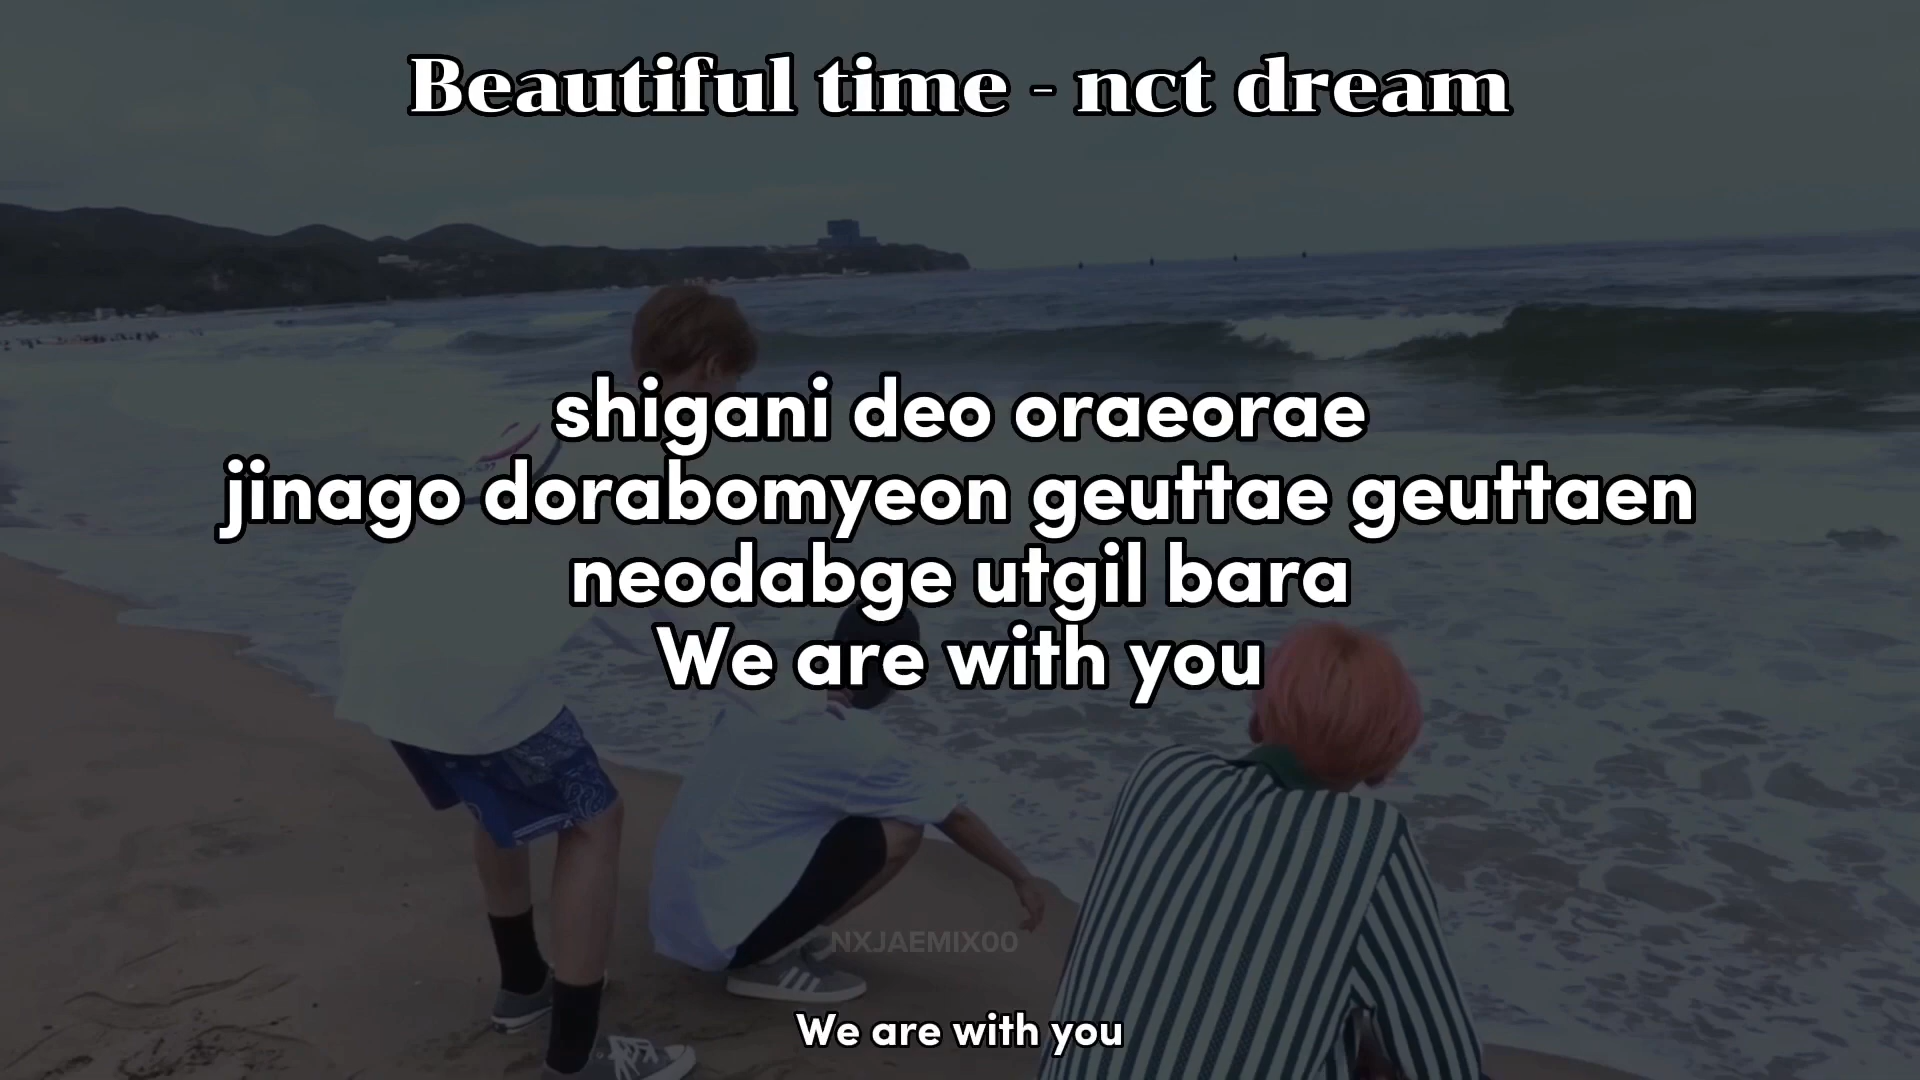 Beautiful time - nct dream
shigani deo oraeorae
jinago dorabomyeon geuttae geuttaen
neodabge utgil bara
We are with you
NXJAEMIX00
We are with you